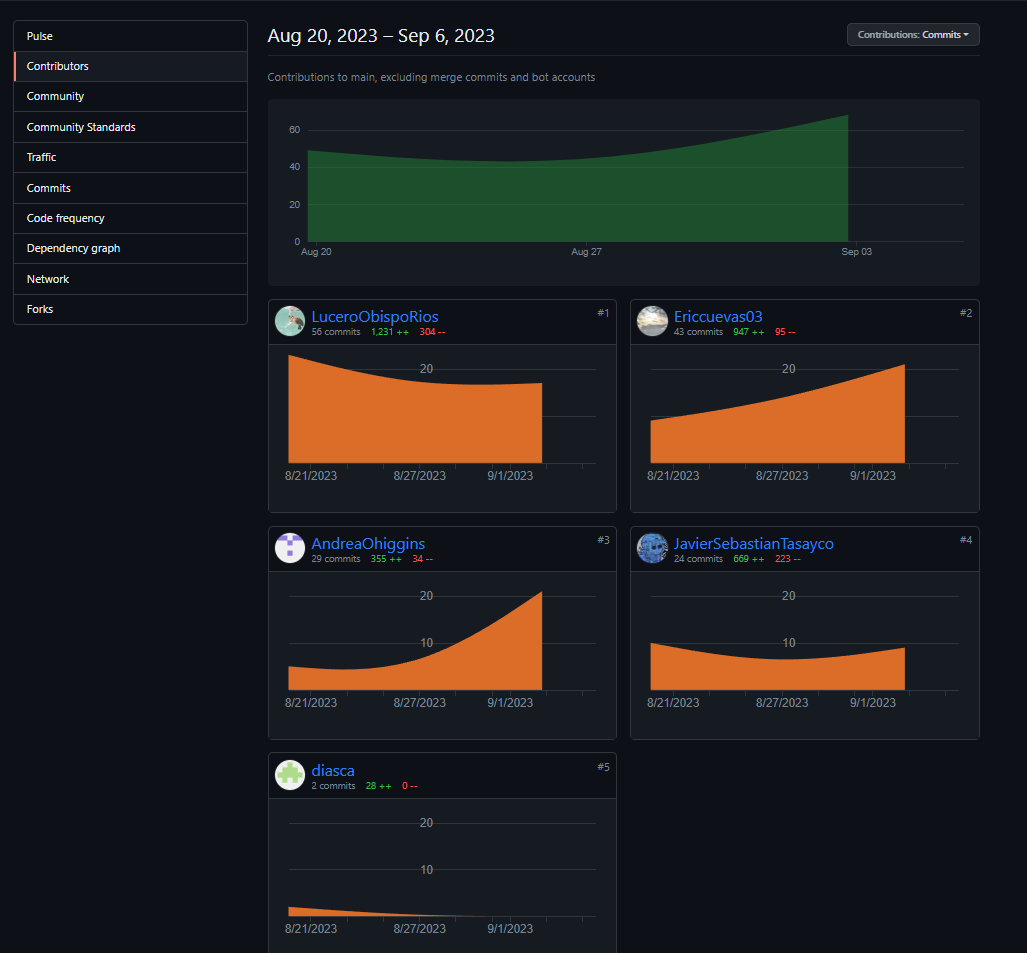 Pulse
Contributors
Community
Community Standards
Traffic
Commits
Code frequency
Dependency graph
Network
Forks
Aug 20, 2023 – Sep 6, 2023
Contributions: Commits
Contributions to main, excluding merge commits and bot accounts
60
40
20
0
Aug 20 Aug 27 Sep 03
LuceroObispoRios #1
56 commits 1,231 ++ 304 --
20
8/21/2023 8/27/2023 9/1/2023
Ericcuevas03 #2
43 commits 947 ++ 95 --
20
8/21/2023 8/27/2023 9/1/2023
AndreaOhiggins #3
29 commits 355 ++ 34 --
20
10
8/21/2023 8/27/2023 9/1/2023
JavierSebastianTasayco #4
24 commits 669 ++ 223 --
20
10
8/21/2023 8/27/2023 9/1/2023
diasca #5
2 commits 28 ++ 0 --
20
10
8/21/2023 8/27/2023 9/1/2023